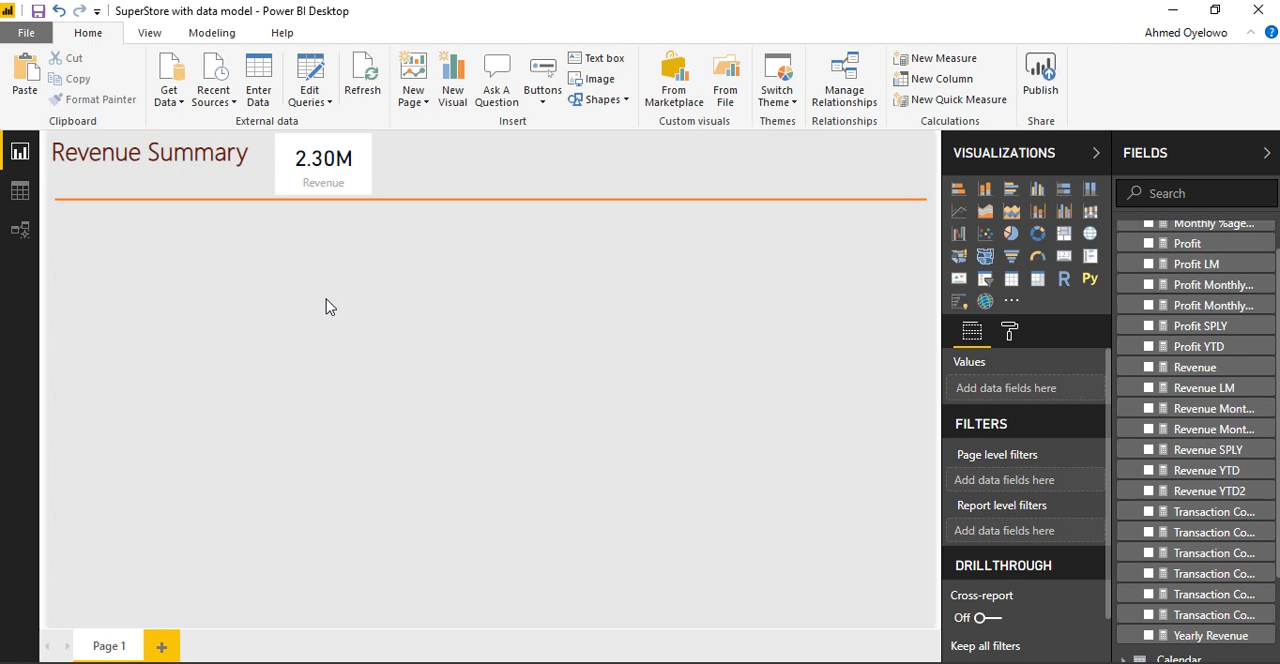 SuperStore with data model - Power BI Desktop
File Home View Modeling Help Ahmed Oyelowo ?
Paste
Cut
Copy
Format Painter
Clipboard
Get Data
Recent Sources
Enter Data
Edit Queries
Refresh
External data
New Page
New Visual
Ask A Question
Buttons
Text box
Image
Shapes
Insert
From Marketplace
From File
Custom visuals
Switch Theme
Themes
Manage Relationships
Relationships
New Measure
New Column
New Quick Measure
Calculations
Publish
Share
Revenue Summary
2.30M
Revenue
Page 1
+
VISUALIZATIONS
R Py
Values
Add data fields here
FILTERS
Page level filters
Add data fields here
Report level filters
Add data fields here
DRILLTHROUGH
Cross-report
Off
Keep all filters
FIELDS
Search
Monthly %age...
Profit
Profit LM
Profit Monthly...
Profit Monthly...
Profit SPLY
Profit YTD
Revenue
Revenue LM
Revenue Mont...
Revenue Mont...
Revenue SPLY
Revenue YTD
Revenue YTD2
Transaction Co...
Transaction Co...
Transaction Co...
Transaction Co...
Transaction Co...
Transaction Co...
Yearly Revenue
Calendar